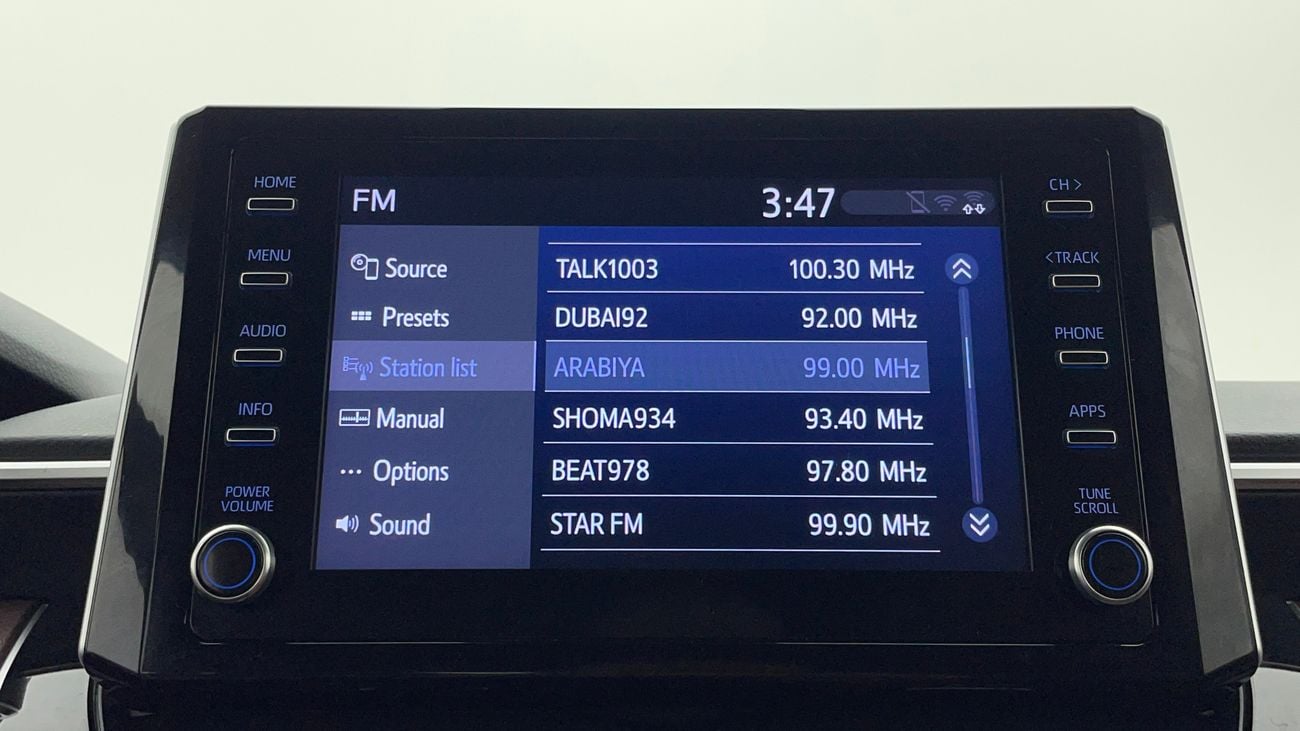 HOME
MENU
AUDIO
INFO
POWER
VOLUME
FM 3:47
Source
Presets
Station list
Manual
Options
Sound
TALK1003 100.30 MHz
DUBAI92 92.00 MHz
ARABIYA 99.00 MHz
SHOMA934 93.40 MHz
BEAT978 97.80 MHz
STAR FM 99.90 MHz
CH >
<TRACK
PHONE
APPS
TUNE
SCROLL